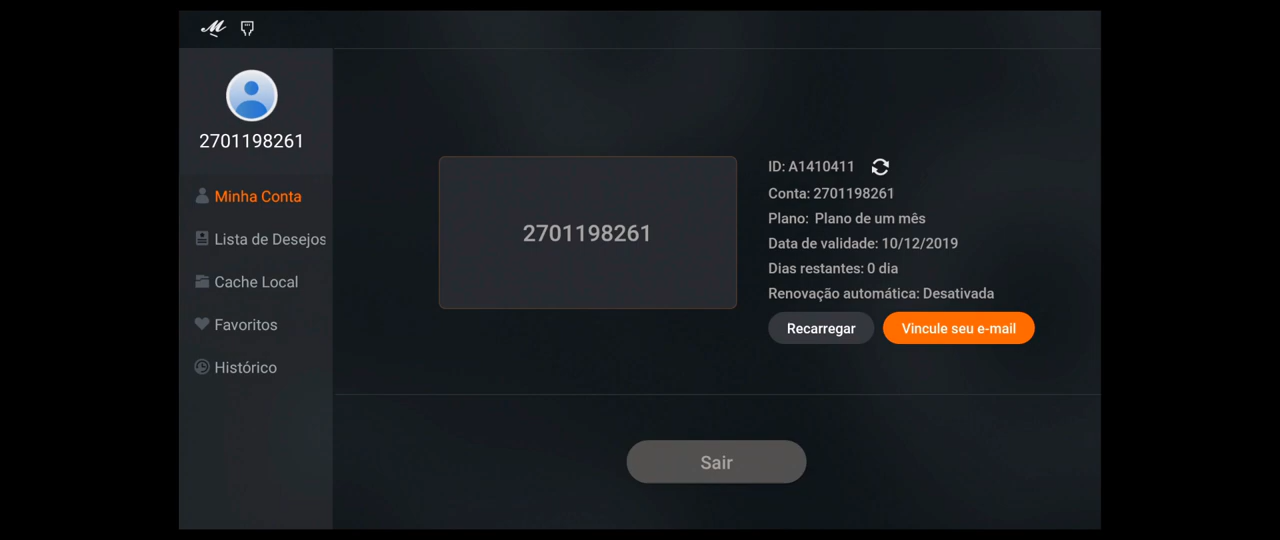 2701198261
Minha Conta
Lista de Desejos
Cache Local
Favoritos
Histórico
2701198261
ID: A1410411
Conta: 2701198261
Plano: Plano de um mês
Data de validade: 10/12/2019
Dias restantes: 0 dia
Renovação automática: Desativada
Recarregar
Vincule seu e-mail
Sair